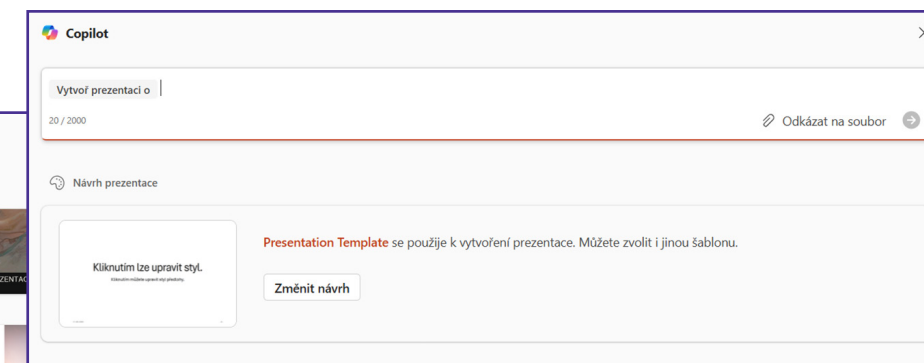 Copilot
Vytvoř prezentaci o
20 / 2000
Odkázat na soubor
Návrh prezentace
Kliknutím lze upravit styl.
Kliknutím můžete upravit styl předlohy.
Presentation Template se použije k vytvoření prezentace. Můžete zvolit i jinou šablonu.
Změnit návrh